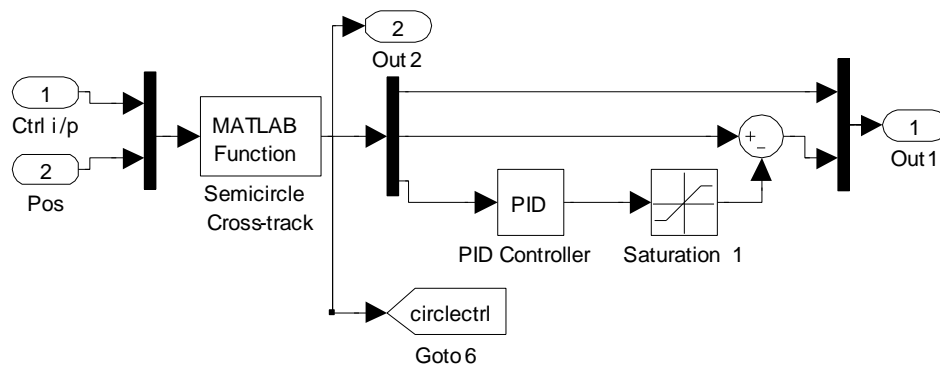 2
Out 2
1
Ctrl i/p
2
Pos
MATLAB
Function
Semicircle
Cross-track
+
−
1
Out 1
PID
PID Controller
Saturation 1
circlectrl
Goto 6